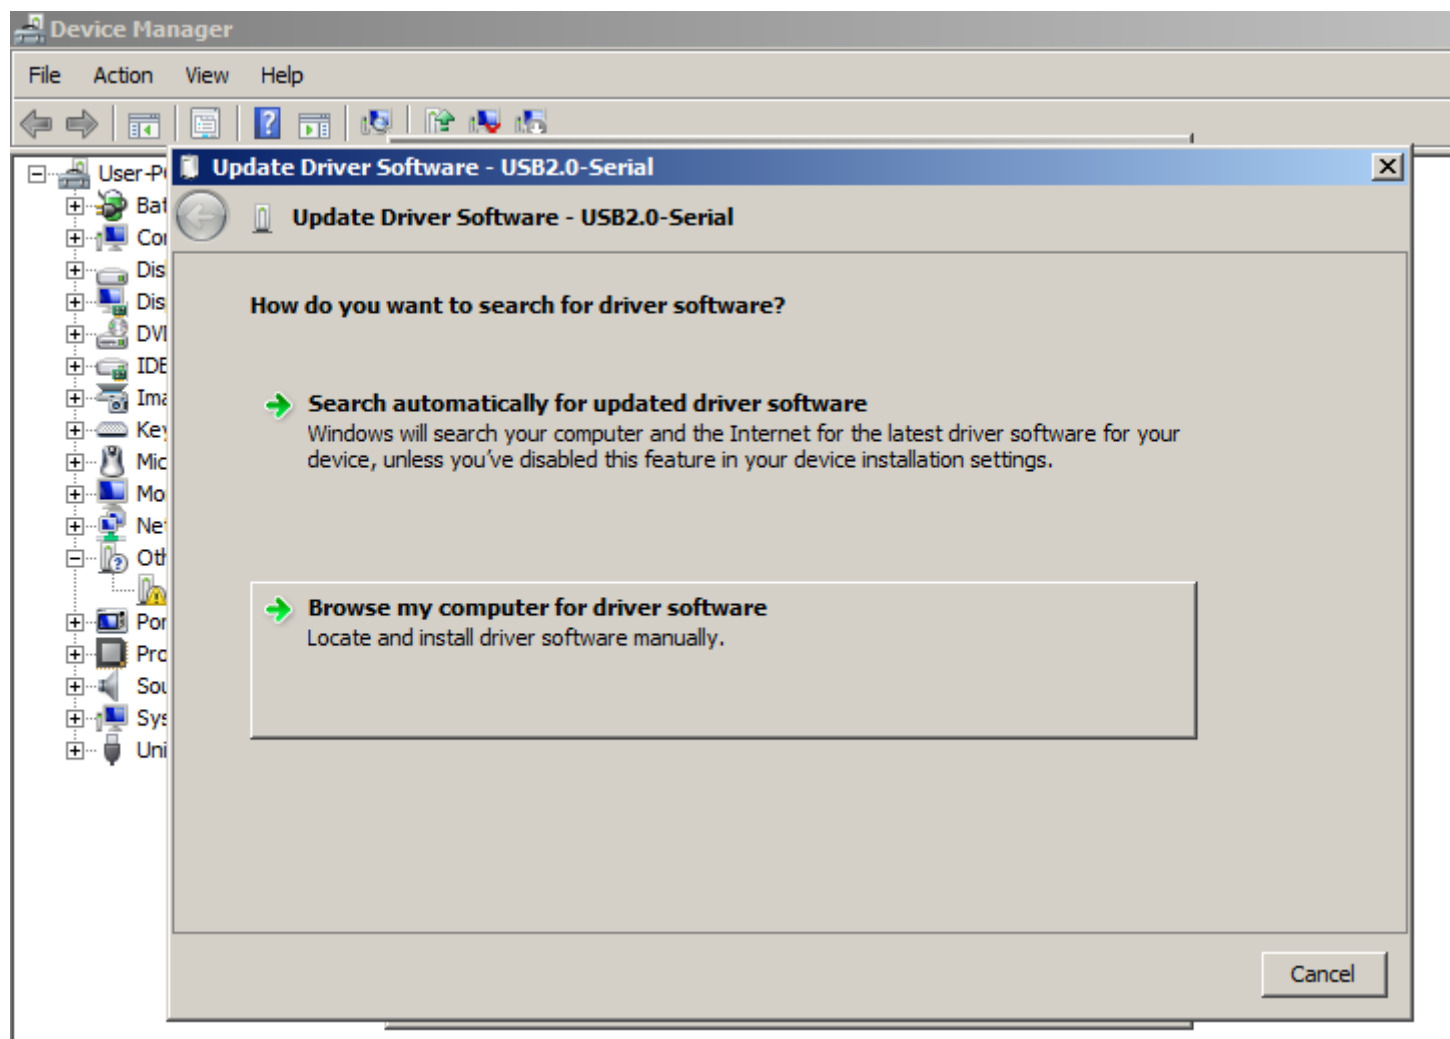 Device Manager
File Action View Help
Update Driver Software - USB2.0-Serial
Update Driver Software - USB2.0-Serial
How do you want to search for driver software?
Search automatically for updated driver software
Windows will search your computer and the Internet for the latest driver software for your
device, unless you've disabled this feature in your device installation settings.
Browse my computer for driver software
Locate and install driver software manually.
Cancel
User-P
Bat
Co
Dis
Dis
DV
IDE
Ima
Key
Mic
Mo
Net
Oth
Por
Pro
Sou
Sys
Uni